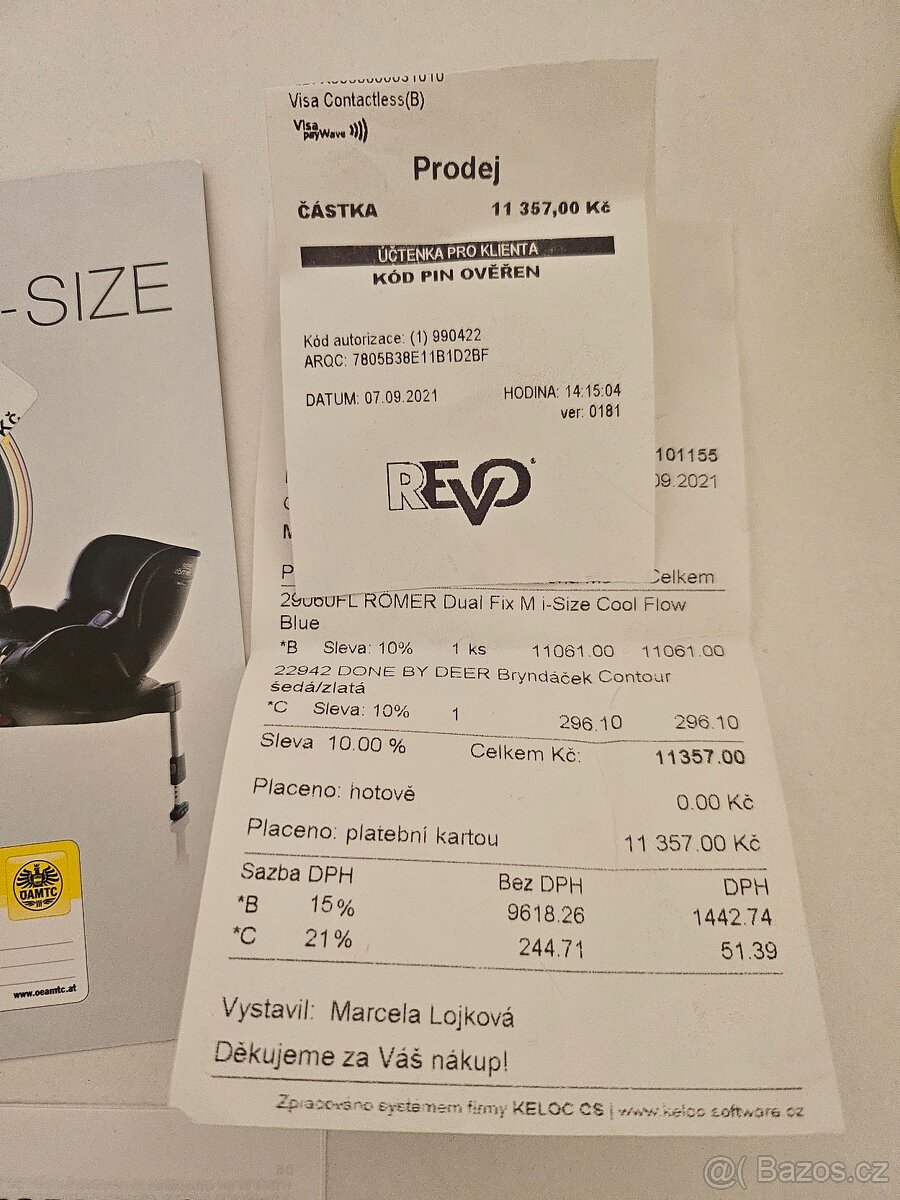 Visa Contactless(B)
Visa
payWave
Prodej
ČÁSTKA 11 357,00 Kč
ÚČTENKA PRO KLIENTA
KÓD PIN OVĚŘEN
Kód autorizace: (1) 990422
ARQC: 7805B38E11B1D2BF
DATUM: 07.09.2021 HODINA: 14:15:04
ver: 0181
REVO
101155
09.2021
Celkem
29060FL RÖMER Dual Fix M i-Size Cool Flow
Blue
*B Sleva: 10% 1 ks 11061.00 11061.00
22942 DONE BY DEER Bryndáček Contour
šedá/zlatá
*C Sleva: 10% 1 296.10 296.10
Sleva 10.00 % Celkem Kč: 11357.00
Placeno: hotově 0.00 Kč
Placeno: platební kartou 11 357.00 Kč
Sazba DPH Bez DPH DPH
*B 15% 9618.26 1442.74
*C 21% 244.71 51.39
Vystavil: Marcela Lojková
Děkujeme za Váš nákup!
Zpracováno systémem firmy KELOC CS | www.keloc-software.cz
-SIZE
Kč
ÖAMTC
www.oeamtc.at
@( Bazos.cz